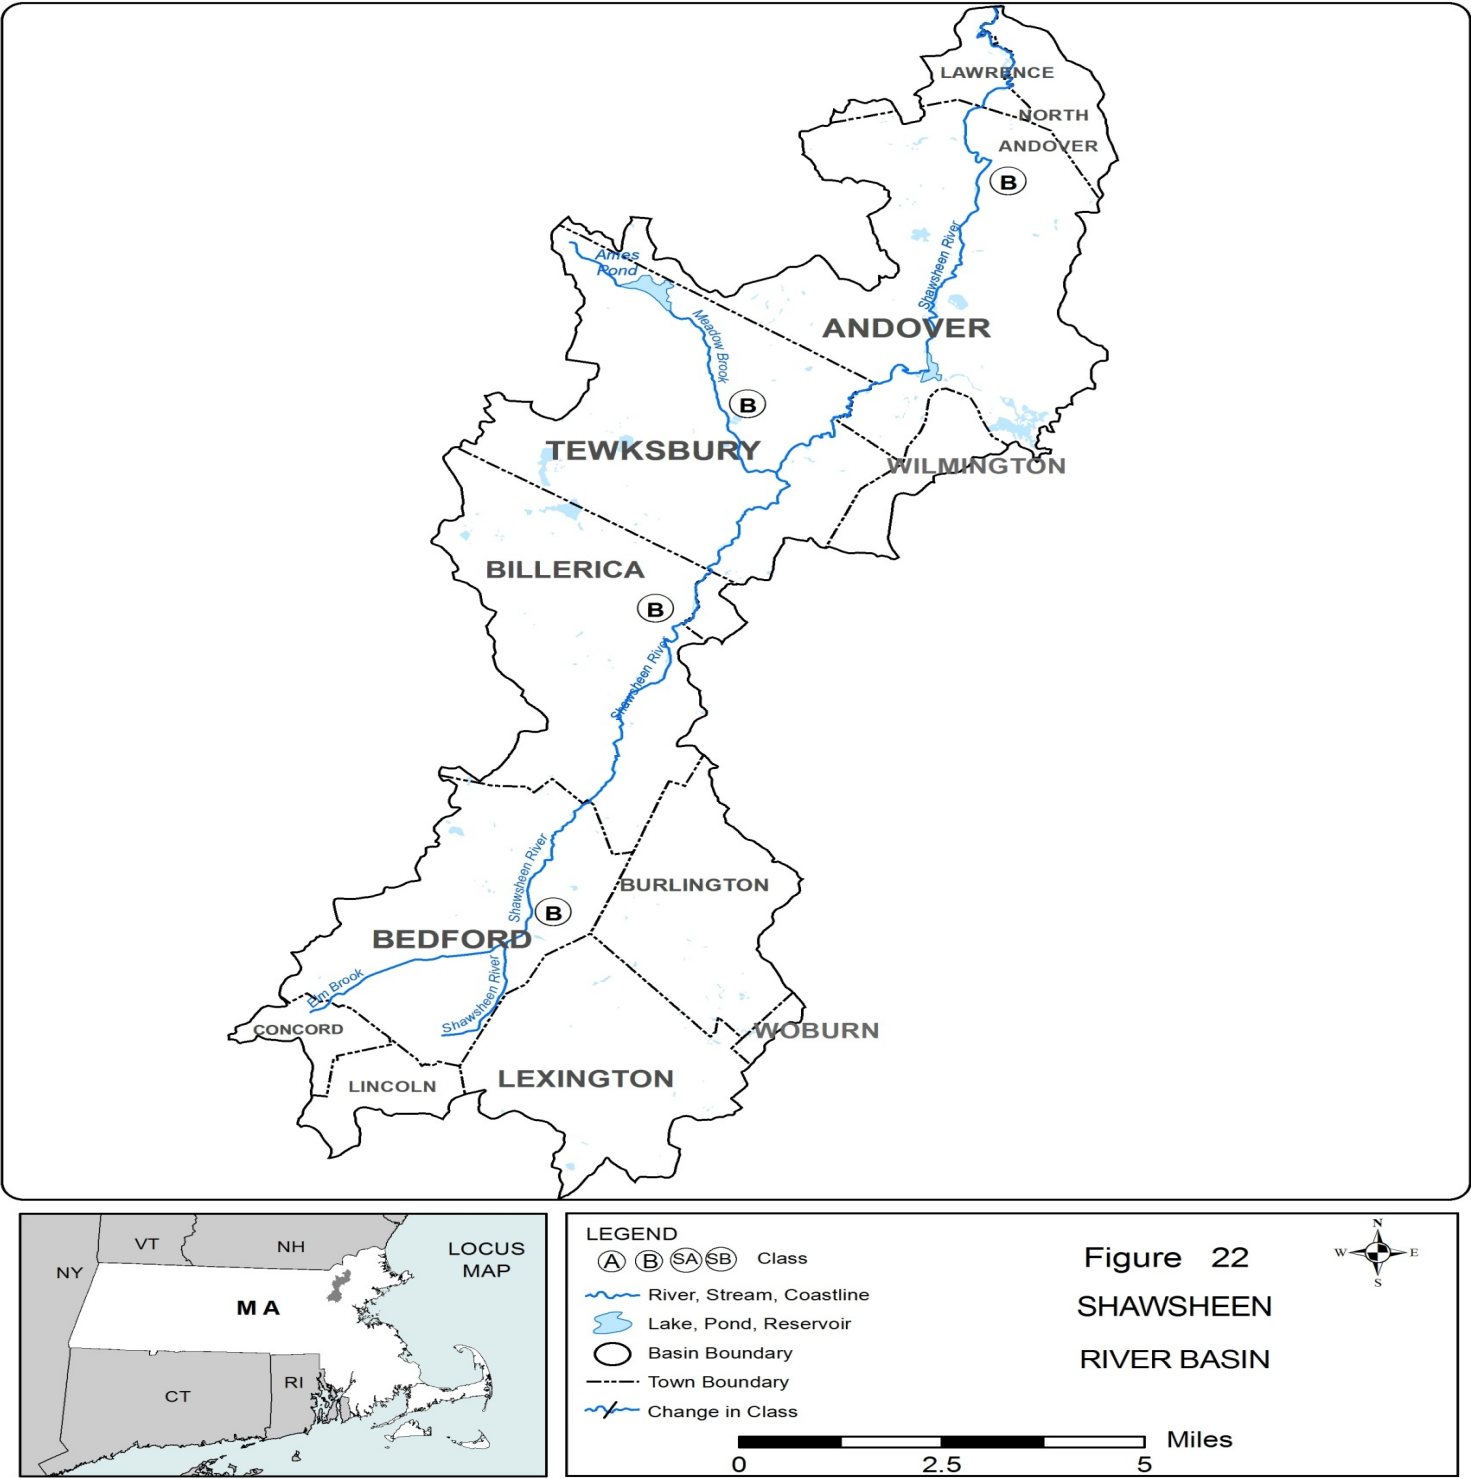 LAWRENCE
NORTH
ANDOVER
B
Shawsheen River
Ames
Pond
Meadow Brook
ANDOVER
B
TEWKSBURY
WILMINGTON
BILLERICA
B
Shawsheen River
Shawsheen River
BURLINGTON
B
BEDFORD
Elm Brook
Shawsheen River
CONCORD
WOBURN
LINCOLN
LEXINGTON
VT
NH
NY
LOCUS
MAP
MA
CT
RI
LEGEND
A B SA SB Class
River, Stream, Coastline
Lake, Pond, Reservoir
Basin Boundary
Town Boundary
Change in Class
Figure 22
SHAWSHEEN
RIVER BASIN
N
W E
S
Miles
0 2.5 5